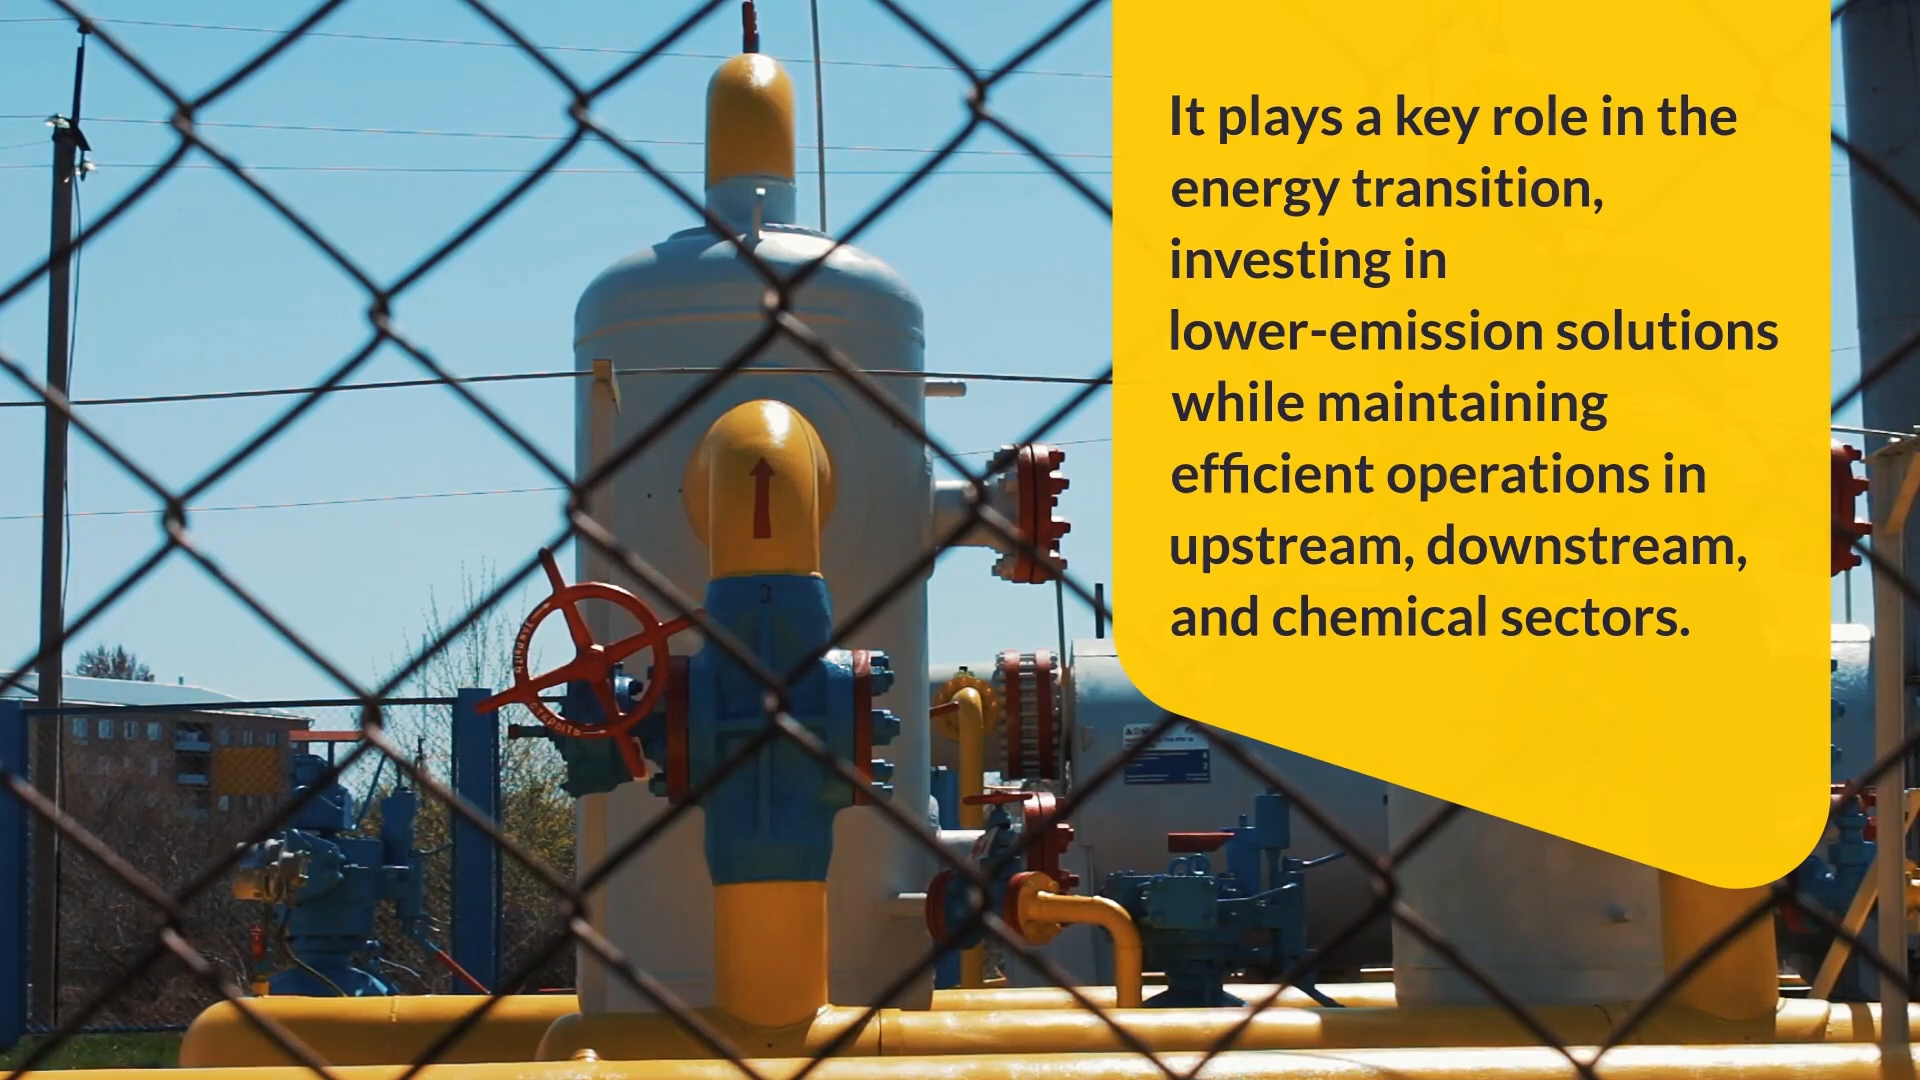 It plays a key role in the
energy transition,
investing in
lower-emission solutions
while maintaining
efficient operations in
upstream, downstream,
and chemical sectors.
3